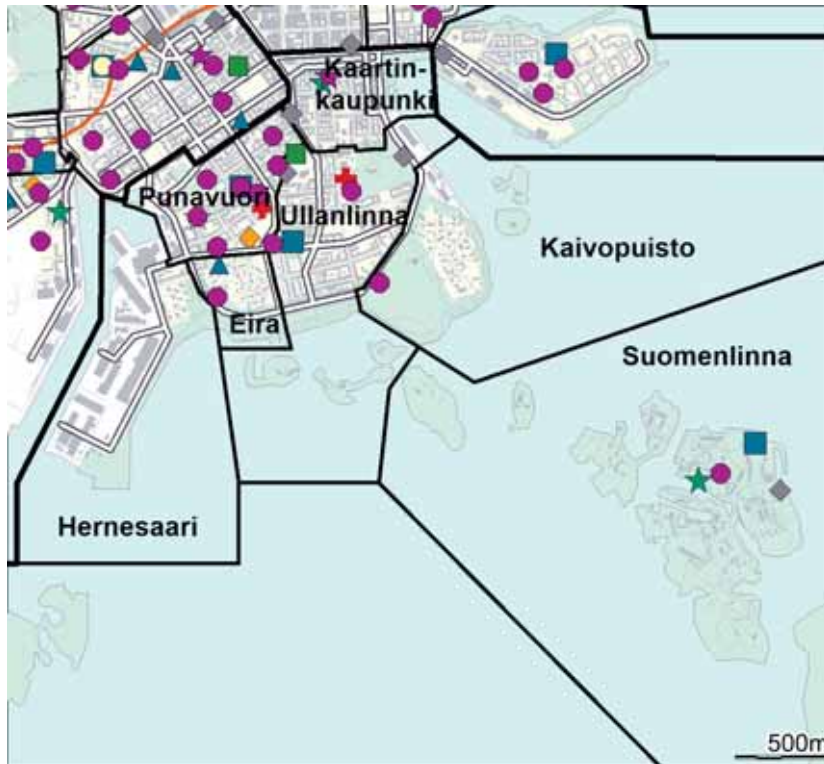 Kaartin-
kaupunki
Punavuori
Ullanlinna
Kaivopuisto
Eira
Suomenlinna
Hernesaari
500m